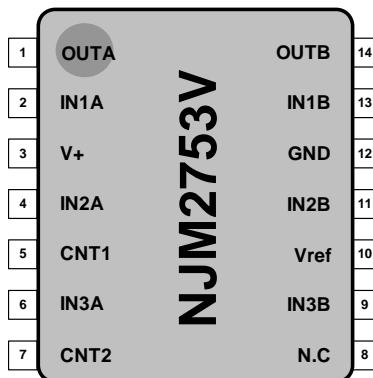 1 OUTA OUTB 14
2 IN1A IN1B 13
3 V+ GND 12
4 IN2A IN2B 11
5 CNT1 Vref 10
6 IN3A IN3B 9
7 CNT2 N.C 8
NJM2753V